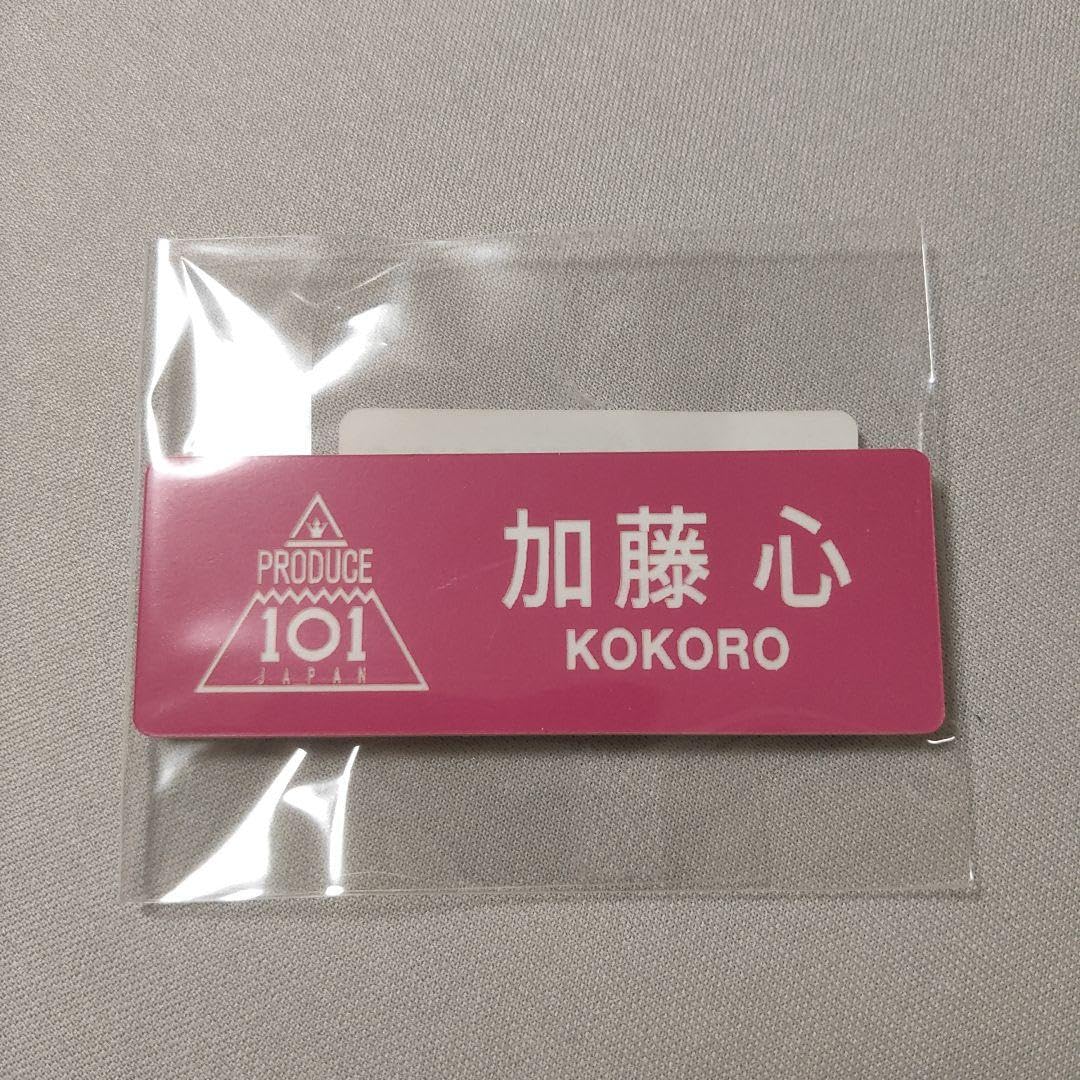 PRODUCE
101
JAPAN
加藤 心
KOKORO